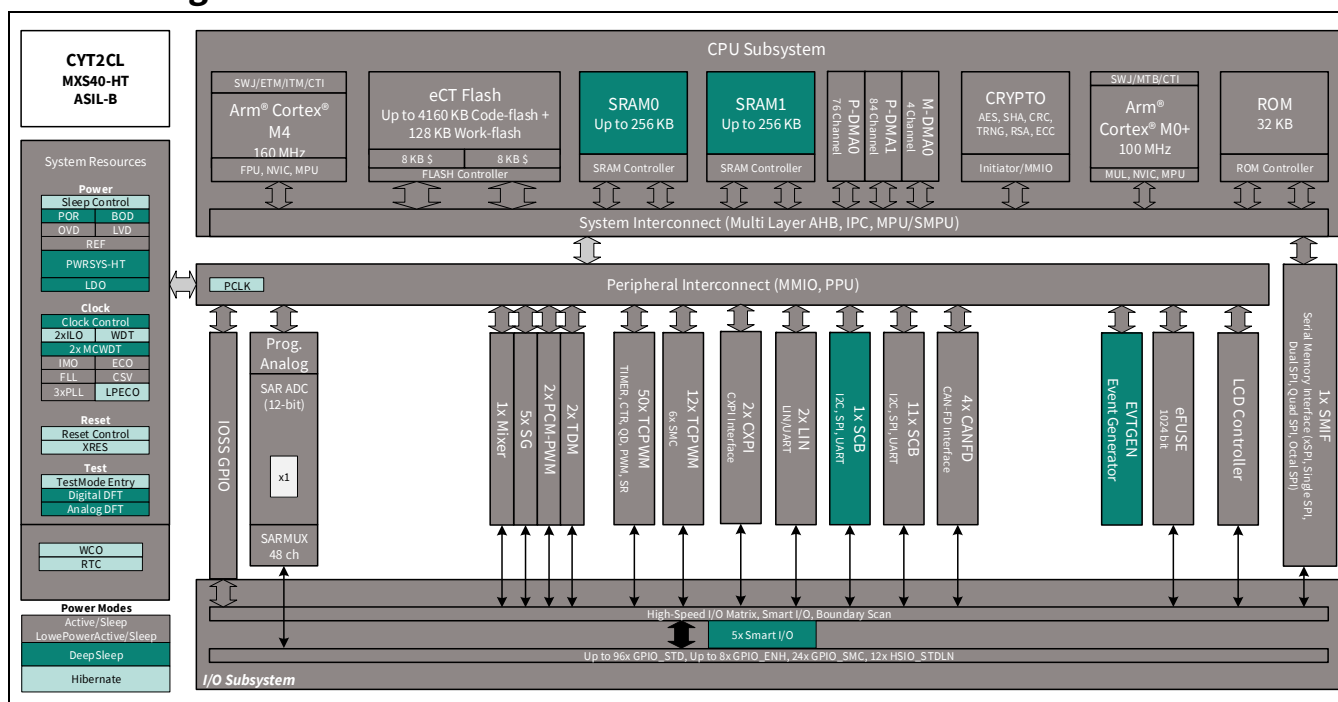 CYT2CL
MXS40-HT
ASIL-B
System Resources
Power
Sleep Control
POR BOD
OVD LVD
REF
PWRSYS-HT
LDO
Clock
Clock Control
2xILO WDT
2x MCWDT
IMO ECO
FLL CSV
3xPLL LPECO
Reset
Reset Control
XRES
Test
TestMode Entry
Digital DFT
Analog DFT
WCO
RTC
Power Modes
Active/Sleep
LowePowerActive/Sleep
DeepSleep
Hibernate
CPU Subsystem
SWJ/ETM/ITM/CTI
Arm® Cortex®
M4
160 MHz
FPU, NVIC, MPU
eCT Flash
Up to 4160 KB Code-flash +
128 KB Work-flash
8 KB $ 8 KB $
FLASH Controller
SRAM0
Up to 256 KB
SRAM Controller
SRAM1
Up to 256 KB
SRAM Controller
P-DMA0
76 Channel
P-DMA1
84 Channel
M-DMA0
4 Channel
CRYPTO
AES, SHA, CRC,
TRNG, RSA, ECC
Initiator/MMIO
SWJ/MTB/CTI
Arm®
Cortex® M0+
100 MHz
MUL, NVIC, MPU
ROM
32 KB
ROM Controller
System Interconnect (Multi Layer AHB, IPC, MPU/SMPU)
PCLK
Peripheral Interconnect (MMIO, PPU)
IOSS GPIO
Prog.
Analog
SAR ADC
(12-bit)
x1
SARMUX
48 ch
1x Mixer
5x SG
2x PCM-PWM
2x TDM
50x TCPWM
TIMER, CTR, QD, PWM, SR
12x TCPWM
6x SMC
2x CXPI
CXPI Interface
2x LIN
LIN/UART
1x SCB
I2C, SPI, UART
11x SCB
I2C, SPI, UART
4x CANFD
CAN-FD Interface
EVTGEN
Event Generator
eFUSE
1024 bit
LCD Controller
1x SMIF
Serial Memory Interface (xSPI, Single SPI,
Dual SPI, Quad SPI, Octal SPI)
High-Speed I/O Matrix, Smart I/O, Boundary Scan
5x Smart I/O
Up to 96x GPIO_STD, Up to 8x GPIO_ENH, 24x GPIO_SMC, 12x HSIO_STDLN
I/O Subsystem